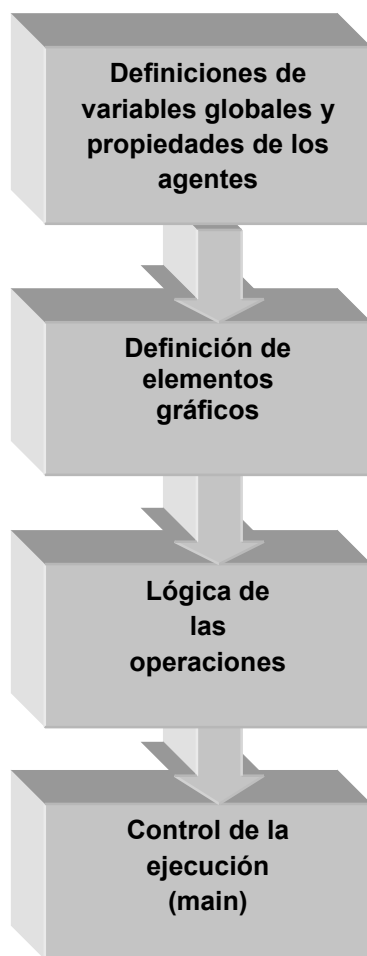 Definiciones de
variables globales y
propiedades de los
agentes
Definición de
elementos
gráficos
Lógica de
las
operaciones
Control de la
ejecución
(main)